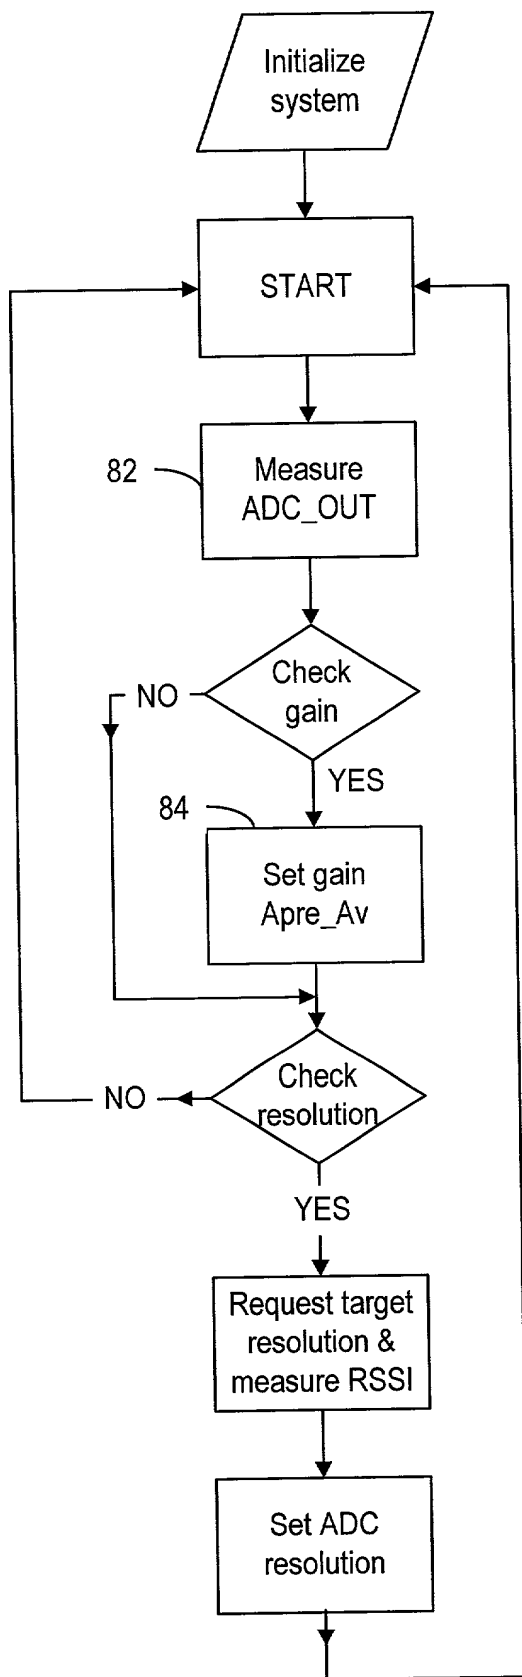 Initialize
system
START
82
Measure
ADC_OUT
Check
gain
NO
YES
84
Set gain
Apre_Av
Check
resolution
NO
YES
Request target
resolution &
measure RSSI
Set ADC
resolution